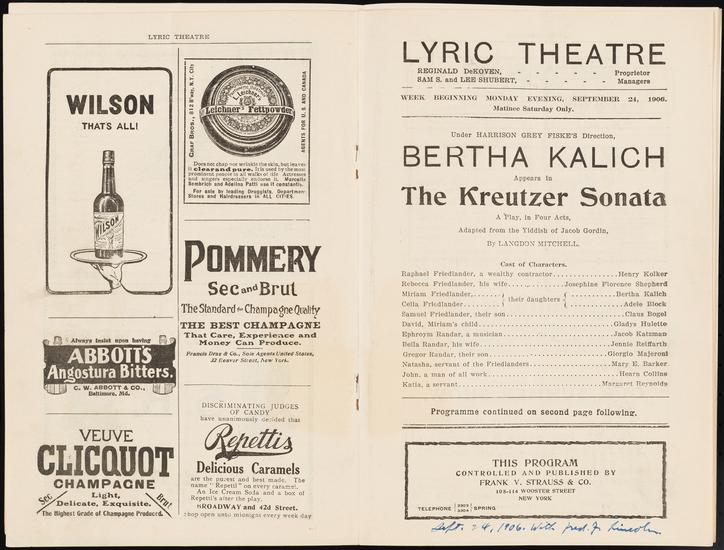 LYRIC THEATRE
WILSON
THATS ALL!
WILSON
Always insist upon having
ABBOTT'S
Angostura Bitters.
C. W. ABBOTT & CO.,
Baltimore, Md.
VEUVE
CLICQUOT
CHAMPAGNE
Sec
Light,
Delicate, Exquisite.
Brut
The Highest Grade of Champagne Produced.
GRAF BROS., 812 B'way, N.Y. City
L. Leichner's
Leichner's Fettpowder
AGENTS FOR U. S. AND CANADA
Does not chap nor wrinkle the skin, but leaves
it clear and pure. It is used by the most
prominent people in all walks of life. Actresses
and singers especially endorse it. Marcella
Sembrich and Adelina Patti use it constantly.
For sale by leading Druggists, Department
Stores and Hairdressers in ALL CITIES.
POMMERY
Sec and Brut
The Standard for Champagne Quality
THE BEST CHAMPAGNE
That Care, Experience and
Money Can Produce.
Francis Draz & Co., Sole Agents United States,
32 Beaver Street, New York.
DISCRIMINATING JUDGES
OF CANDY
have unanimously decided that
Repetti's
Delicious Caramels
are the purest and best made. The
name "Repetti" on every caramel.
An Ice Cream Soda and a box of
Repetti's after the play.
BROADWAY and 42d Street.
Shop open until midnight every week day
LYRIC THEATRE
REGINALD DeKOVEN, - - - - - Proprietor
SAM S. and LEE SHUBERT, - - - - - Managers
WEEK BEGINNING MONDAY EVENING, SEPTEMBER 24, 1906.
Matinee Saturday Only.
Under HARRISON GREY FISKE'S Direction,
BERTHA KALICH
Appears in
The Kreutzer Sonata
A Play, in Four Acts,
Adapted from the Yiddish of Jacob Gordin,
By LANGDON MITCHELL.
Cast of Characters.
Raphael Friedlander, a wealthy contractor Henry Kolker
Rebecca Friedlander, his wife Josephine Florence Shepherd
Miriam Friedlander, } their daughters { Bertha Kalich
Celia Friedlander, Adele Block
Samuel Friedlander, their son Claus Bogel
David, Miriam's child Gladys Hulette
Ephroym Randar, a musician Jacob Katzman
Bella Randar, his wife Jennie Reiffarth
Gregor Randar, their son Giorgio Majeroni
Natasha, servant of the Friedlanders Mary E. Barker
John, a man of all work Hearn Collins
Katia, a servant Margaret Reynolds
Programme continued on second page following.
THIS PROGRAM
CONTROLLED AND PUBLISHED BY
FRANK V. STRAUSS & CO.
108-114 WOOSTER STREET
NEW YORK
TELEPHONE SPRING
Sept. 24, 1906. With Fred. J. Lincoln